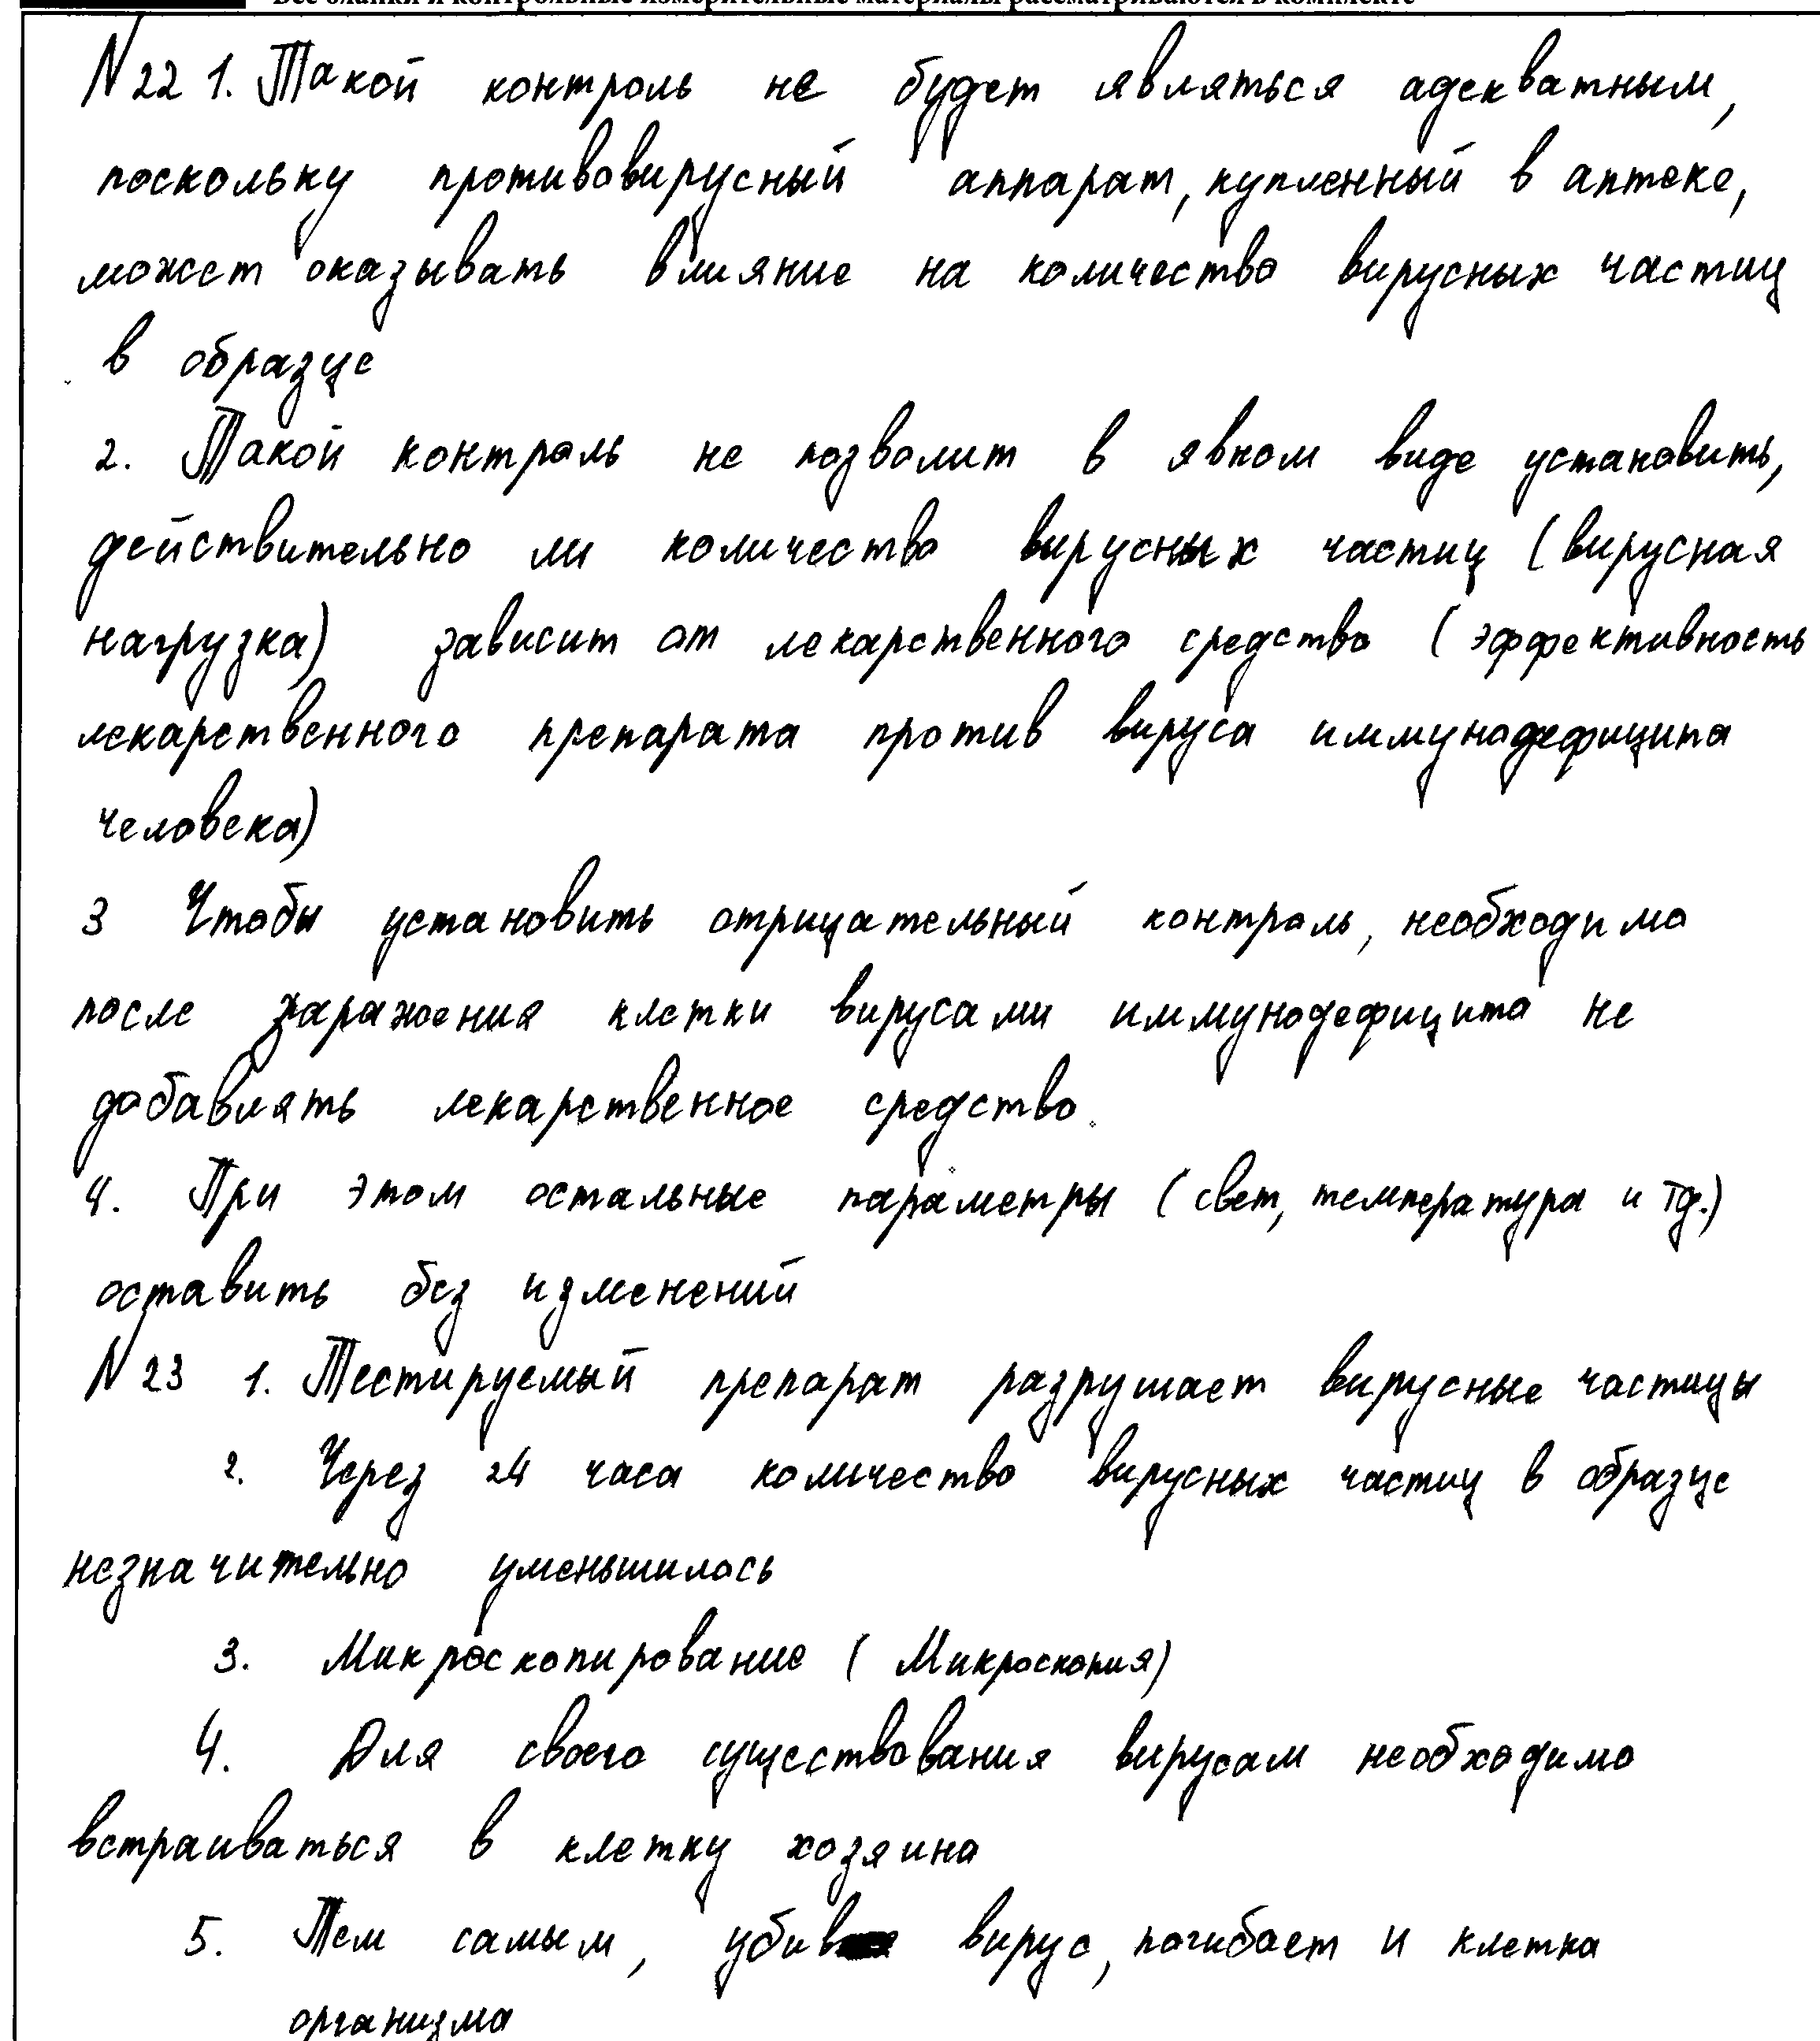 Все бланки и контрольные измерительные материалы рассматриваются в комплекте
N 22 1. Такой контроль не будет являться адекватным,
поскольку противовирусный аппарат, купленный в аптеке,
может оказывать влияние на количество вирусных частиц
в образце
2. Такой контроль не позволит в явном виде установить,
действительно ли количество вирусных частиц (вирусная
нагрузка) зависит от лекарственного средства (эффективность
лекарственного препарата против вируса иммунодефицита
человека)
3 Чтобы установить отрицательный контроль, необходимо
после заражения клетки вирусами иммунодефицита не
добавлять лекарственное средство.
4. При этом остальные параметры (свет, температура и тд.)
оставить без изменений
N 23 1. Тестируемый препарат разрушает вирусные частицы
2. Через 24 часа количество вирусных частиц в образце
незначительно уменьшилось
3. Микроскопирование (Микроскопия)
4. Для своего существования вирусам необходимо
встраиваться в клетку хозяина
5. Тем самым, убив вирус, погибает и клетка
организма